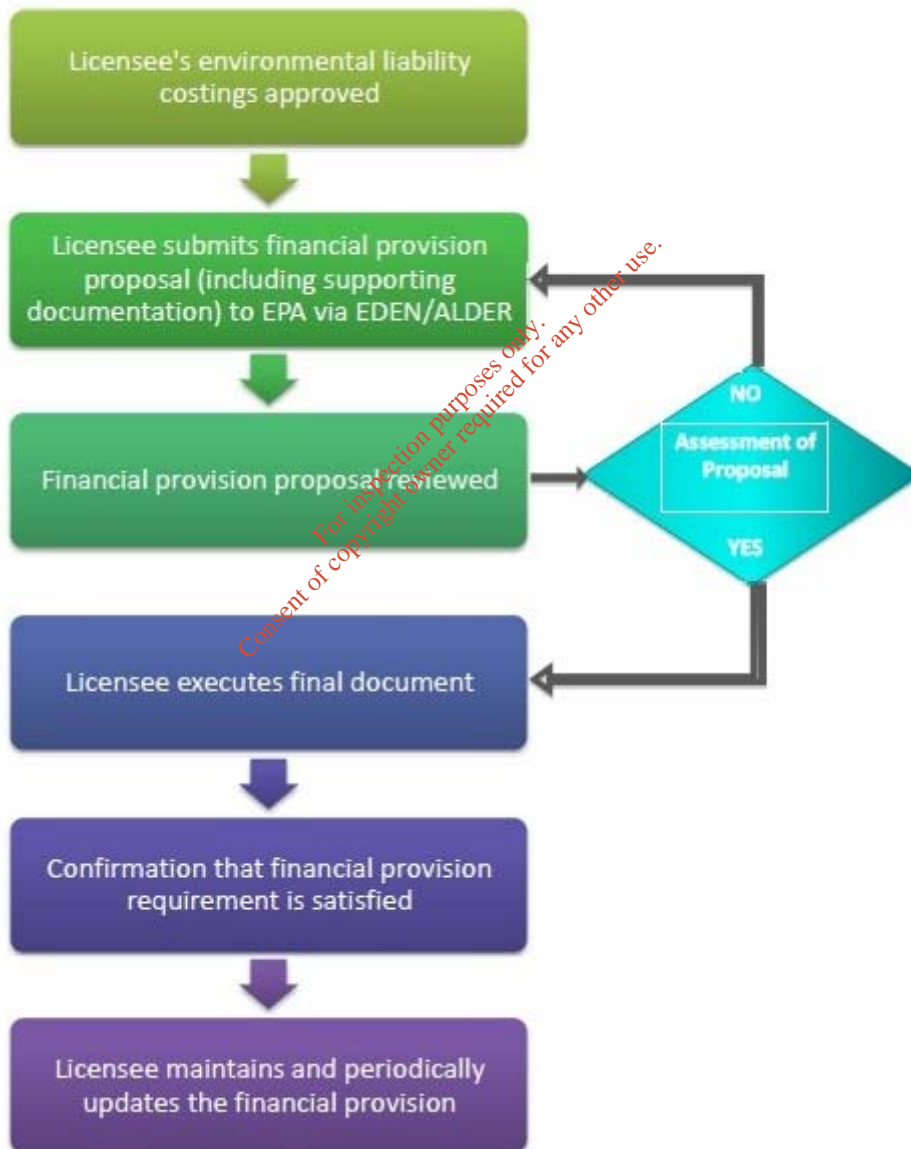 Licensee's environmental liability
costings approved
Licensee submits financial provision
proposal (including supporting
documentation) to EPA via EDEN/ALDER
Financial provision proposal reviewed
NO
Assessment of
Proposal
YES
Licensee executes final document
Confirmation that financial provision
requirement is satisfied
Licensee maintains and periodically
updates the financial provision
For inspection purposes only.
Consent of copyright owner required for any other use.